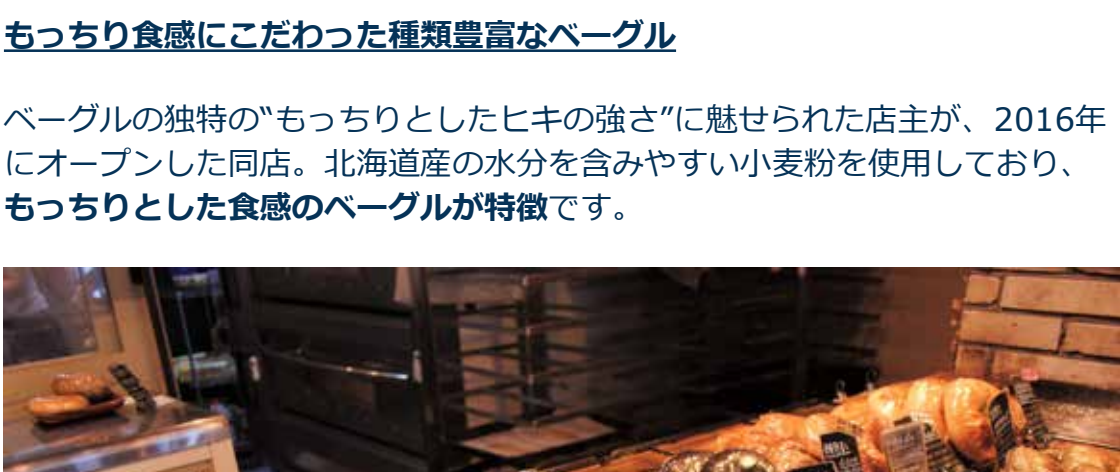 もっちり食感にこだわった種類豊富なベーグル
ベーグルの独特の“もっちりとしたヒキの強さ”に魅せられた店主が、2016年
にオープンした同店。北海道産の水分を含みやすい小麦粉を使用しており、
もっちりとした食感のベーグルが特徴です。